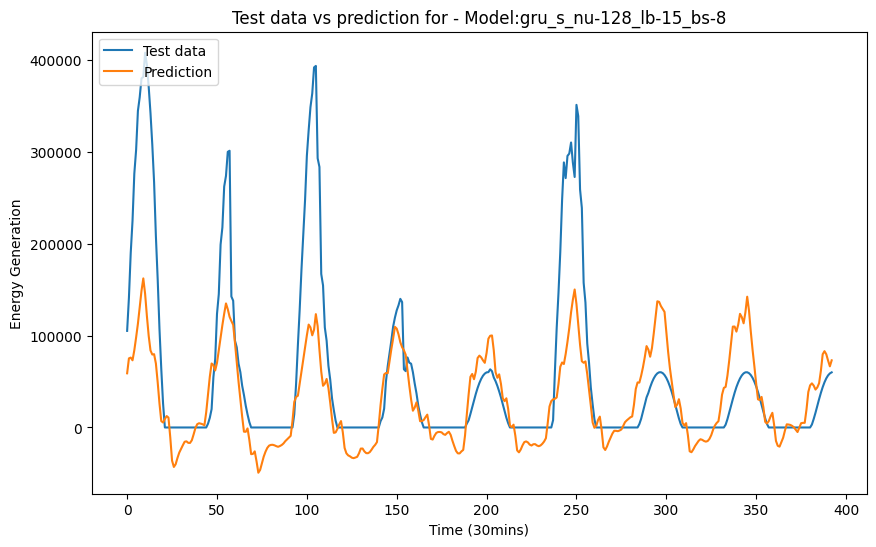 Test data vs prediction for - Model:gru_s_nu-128_lb-15_bs-8
Test data
Prediction
400000
300000
200000
100000
0
Energy Generation
0 50 100 150 200 250 300 350 400
Time (30mins)